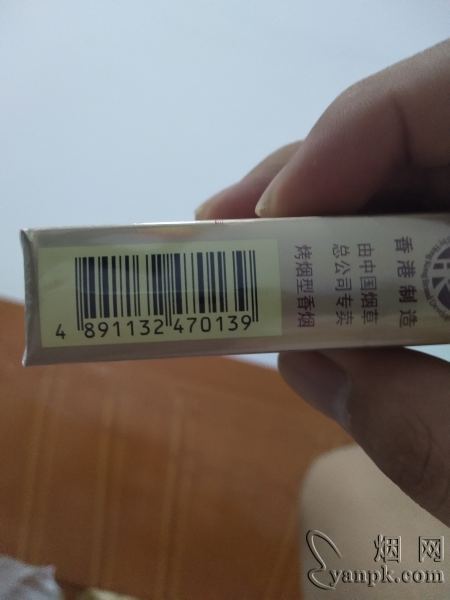 4 891132 470139
香港制造
由中国烟草
总公司专卖
烤烟型香烟
烟网
yanpk.com